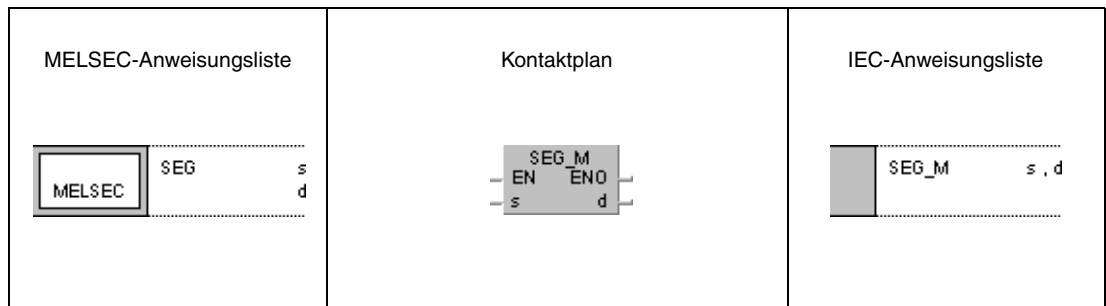 MELSEC-Anweisungsliste
MELSEC
SEG s
d
Kontaktplan
SEG_M
EN ENO
s d
IEC-Anweisungsliste
SEG_M s , d